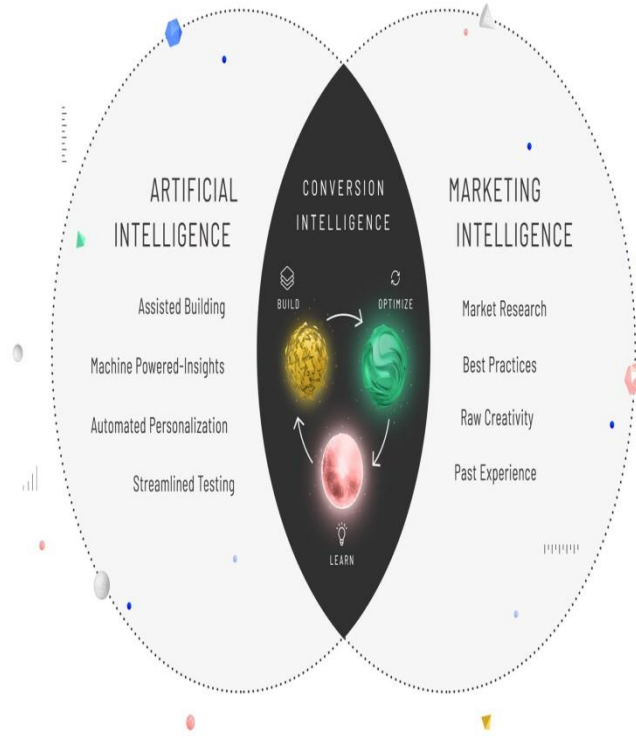 ARTIFICIAL
INTELLIGENCE
Assisted Building
Machine Powered-Insights
Automated Personalization
Streamlined Testing
CONVERSION
INTELLIGENCE
BUILD
OPTIMIZE
LEARN
MARKETING
INTELLIGENCE
Market Research
Best Practices
Raw Creativity
Past Experience